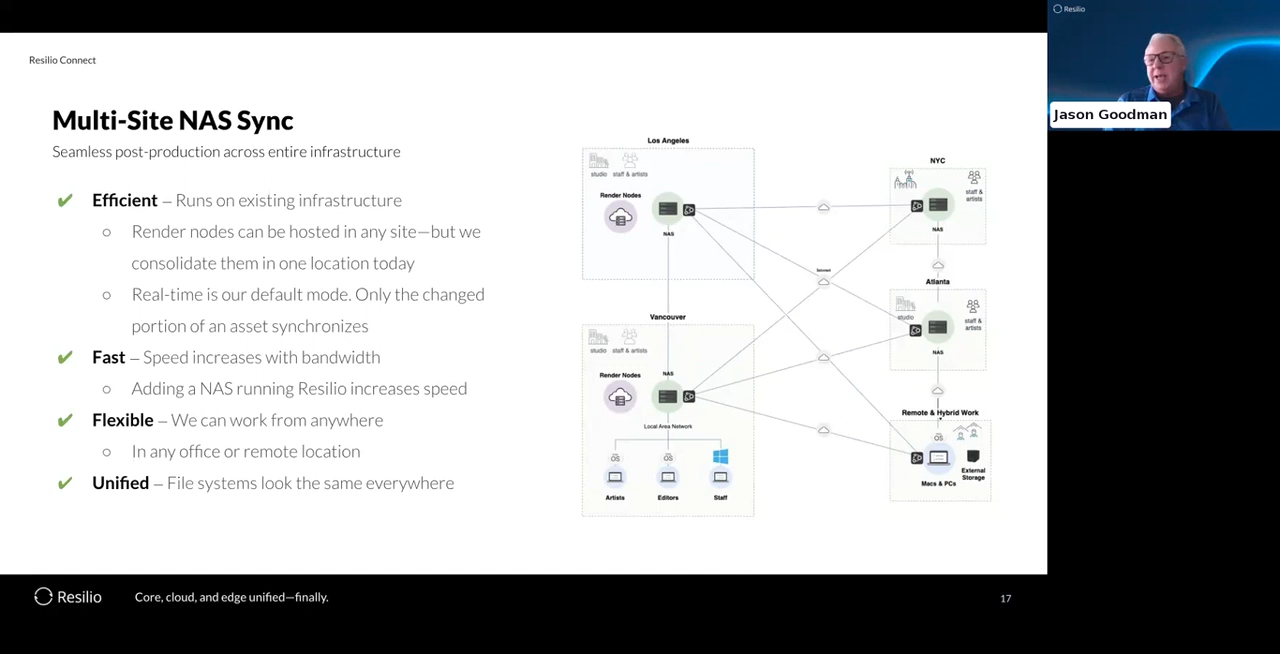 Resilio Connect
Multi-Site NAS Sync
Seamless post-production across entire infrastructure
✔ Efficient – Runs on existing infrastructure
○ Render nodes can be hosted in any site—but we
consolidate them in one location today
○ Real-time is our default mode. Only the changed
portion of an asset synchronizes
✔ Fast – Speed increases with bandwidth
○ Adding a NAS running Resilio increases speed
✔ Flexible – We can work from anywhere
○ In any office or remote location
✔ Unified – File systems look the same everywhere
Los Angeles
studio staff & artists
Render Nodes
NAS
Vancouver
studio staff & artists
Render Nodes
NAS
Local Area Network
OS OS
Artists Editors Staff
NYC
staff &
artists
NAS
Atlanta
studio
staff &
artists
NAS
Remote & Hybrid Work
OS
External
Storage
Macs & PCs
Resilio
Core, cloud, and edge unified—finally.
17
Resilio
Jason Goodman